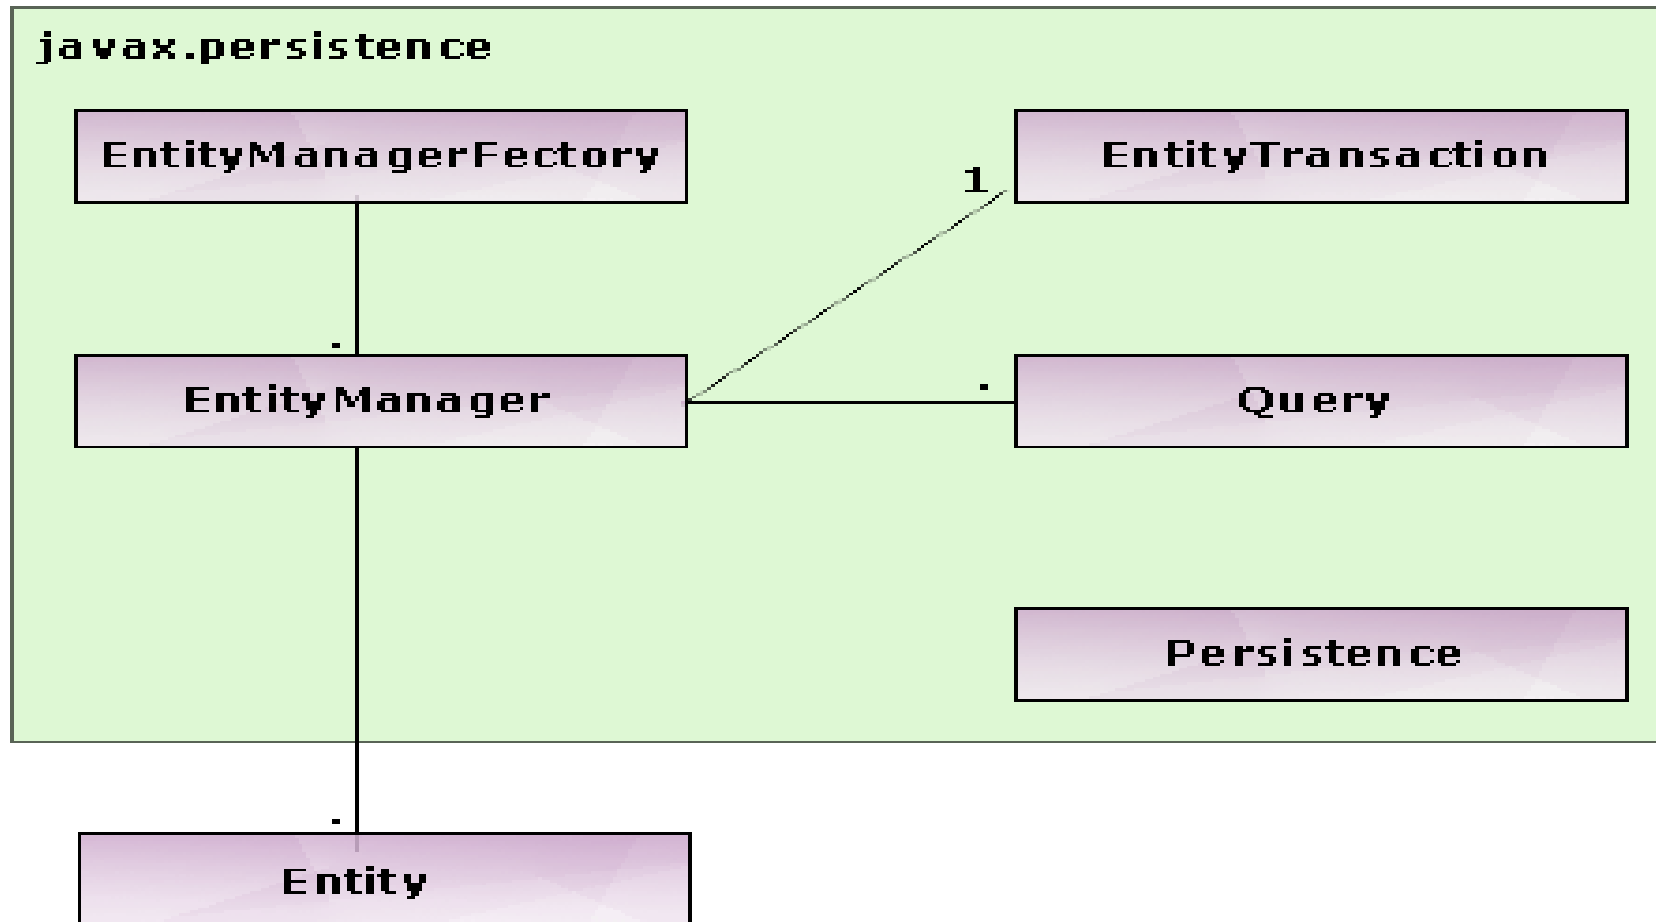 javax.persistence
EntityManagerFectory
EntityTransaction
1
EntityManager
Query
Persistence
Entity